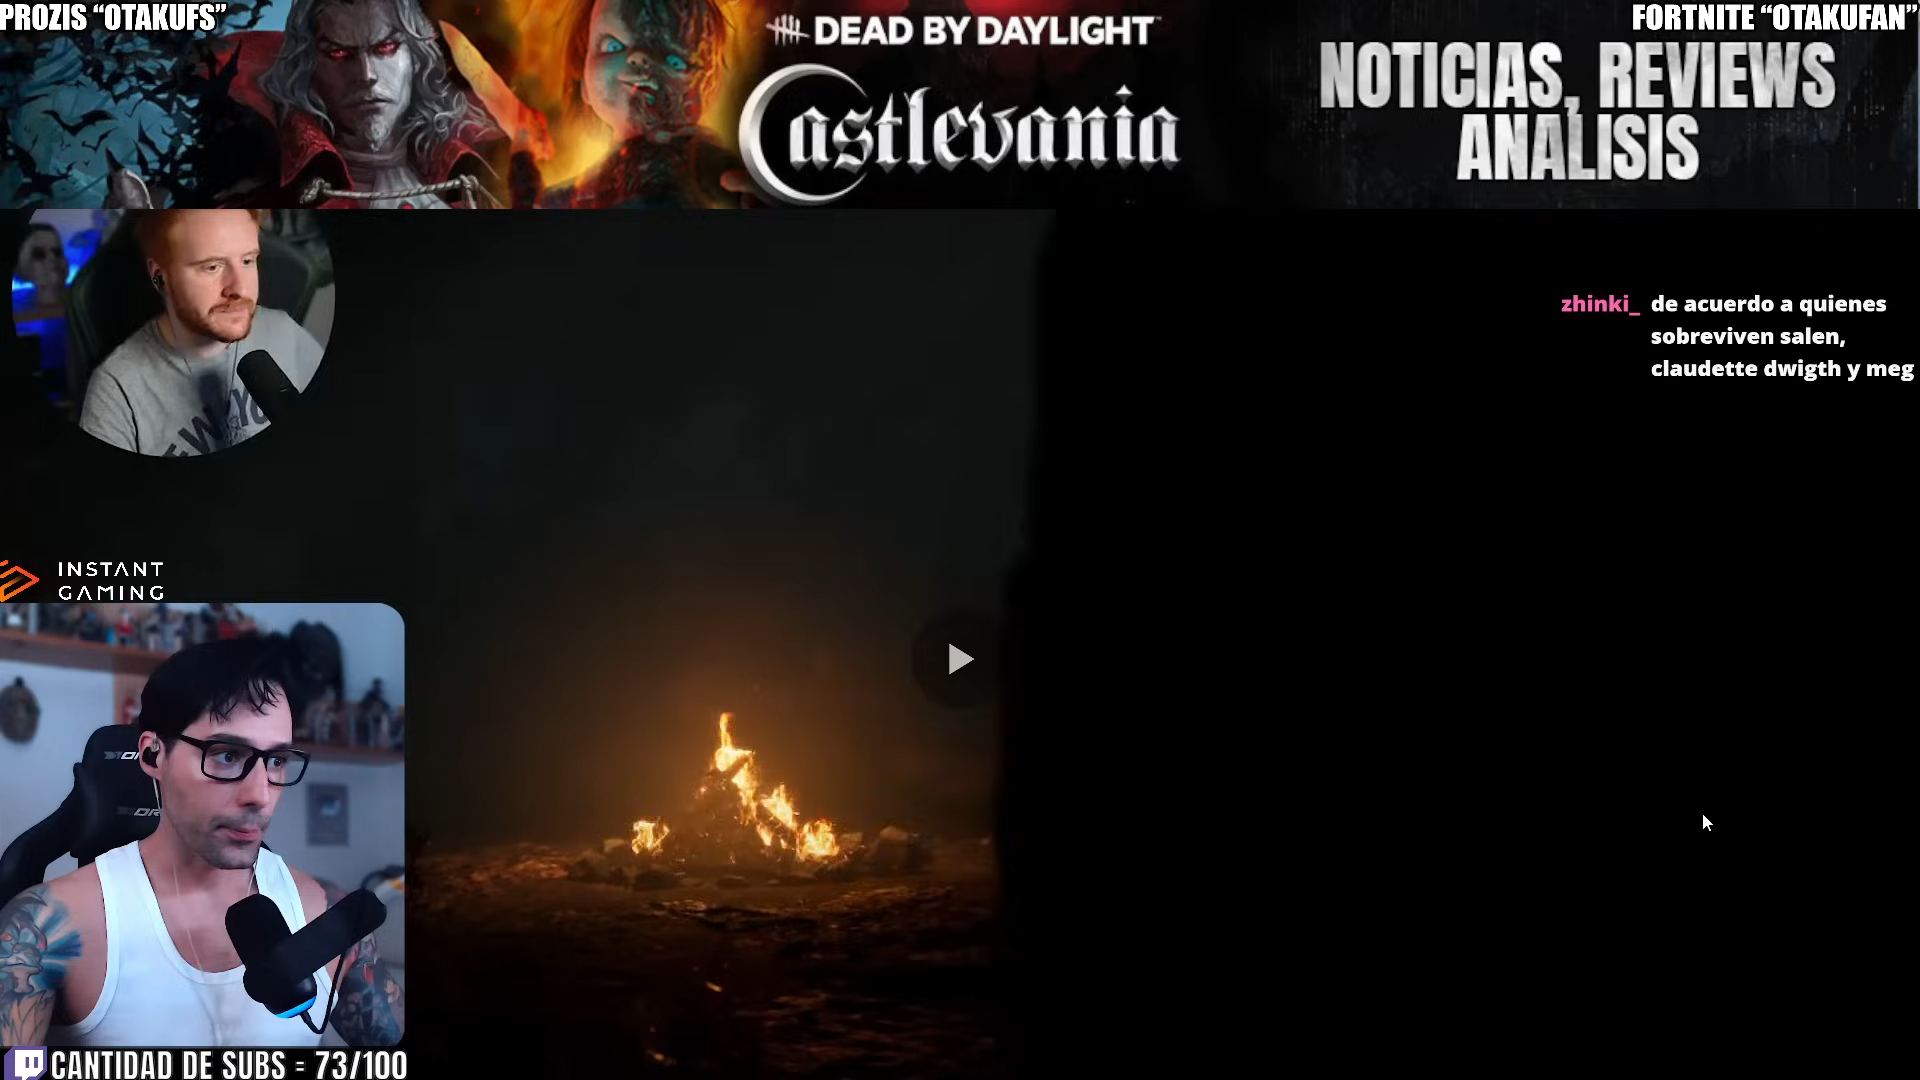 PROZIS “OTAKUFS”
DEAD BY DAYLIGHT
Castlevania
FORTNITE “OTAKUFAN”
NOTICIAS, REVIEWS
ANALISIS
zhinki_ de acuerdo a quienes
sobreviven salen,
claudette dwigth y meg
INSTANT
GAMING
CANTIDAD DE SUBS = 73/100